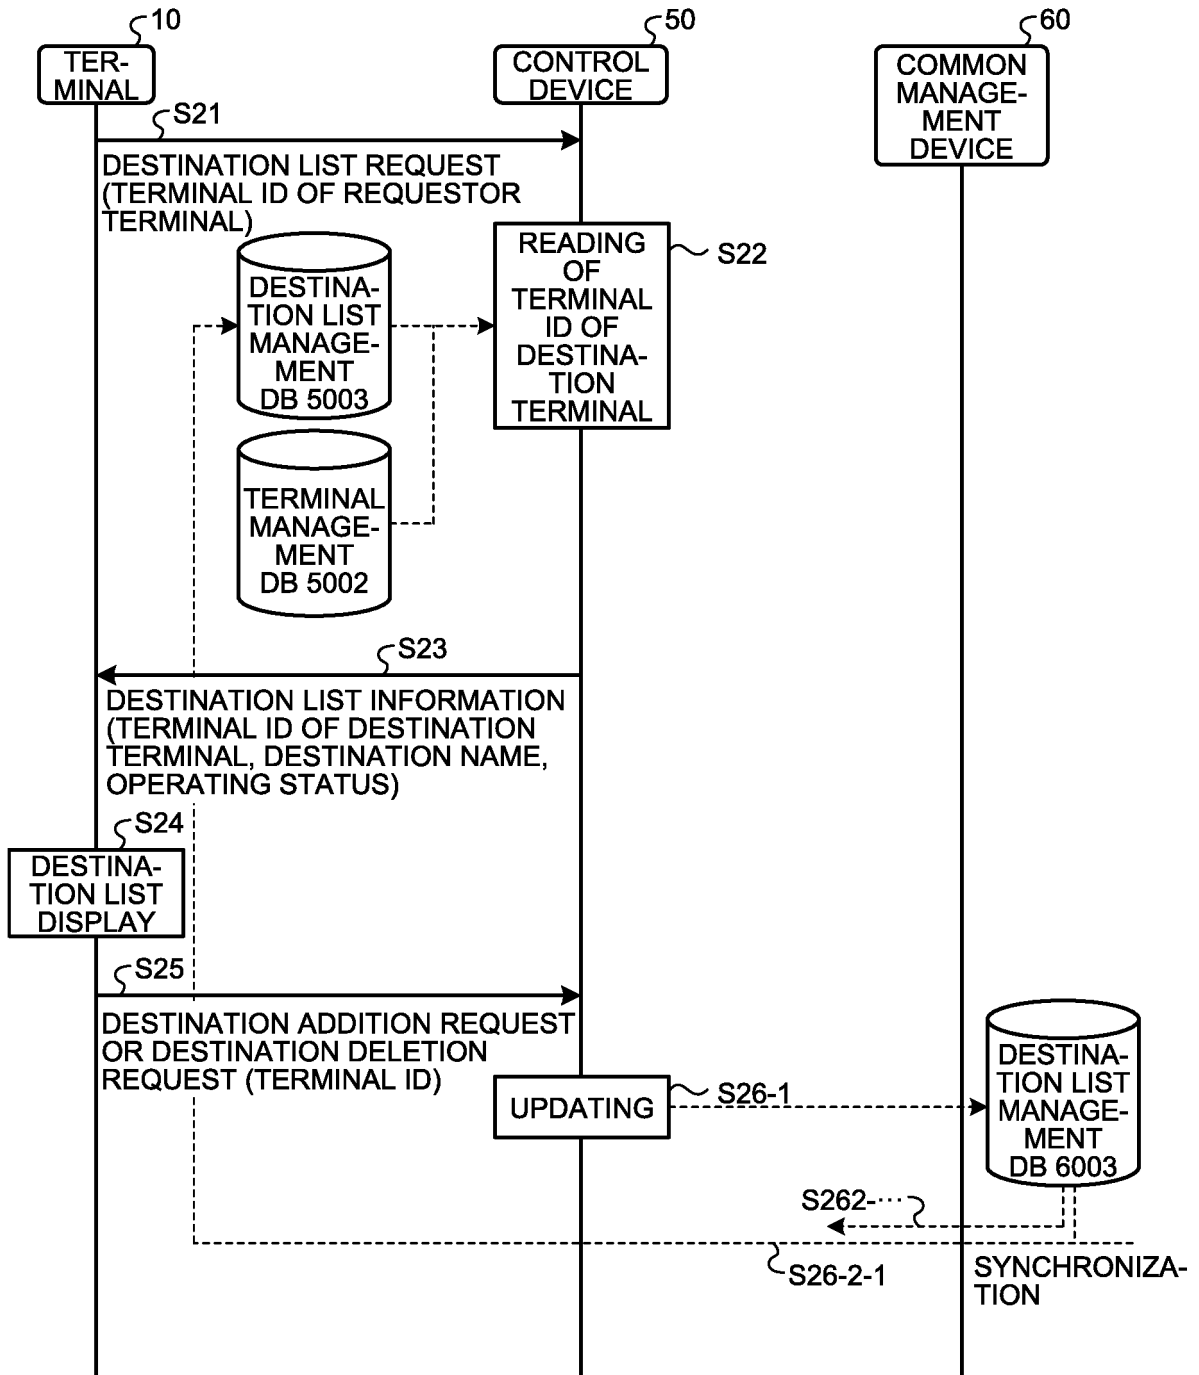 10
50
60
TER-
MINAL
CONTROL
DEVICE
COMMON
MANAGE-
MENT
DEVICE
S21
DESTINATION LIST REQUEST
(TERMINAL ID OF REQUESTOR
TERMINAL)
READING
OF
TERMINAL
ID OF
DESTINA-
TION
TERMINAL
S22
DESTINA-
TION LIST
MANAGE-
MENT
DB 5003
TERMINAL
MANAGE-
MENT
DB 5002
S23
DESTINATION LIST INFORMATION
(TERMINAL ID OF DESTINATION
TERMINAL, DESTINATION NAME,
OPERATING STATUS)
S24
DESTINA-
TION LIST
DISPLAY
S25
DESTINATION ADDITION REQUEST
OR DESTINATION DELETION
REQUEST (TERMINAL ID)
UPDATING
S26-1
DESTINA-
TION LIST
MANAGE-
MENT
DB 6003
S262-···
S26-2-1
SYNCHRONIZA-
TION